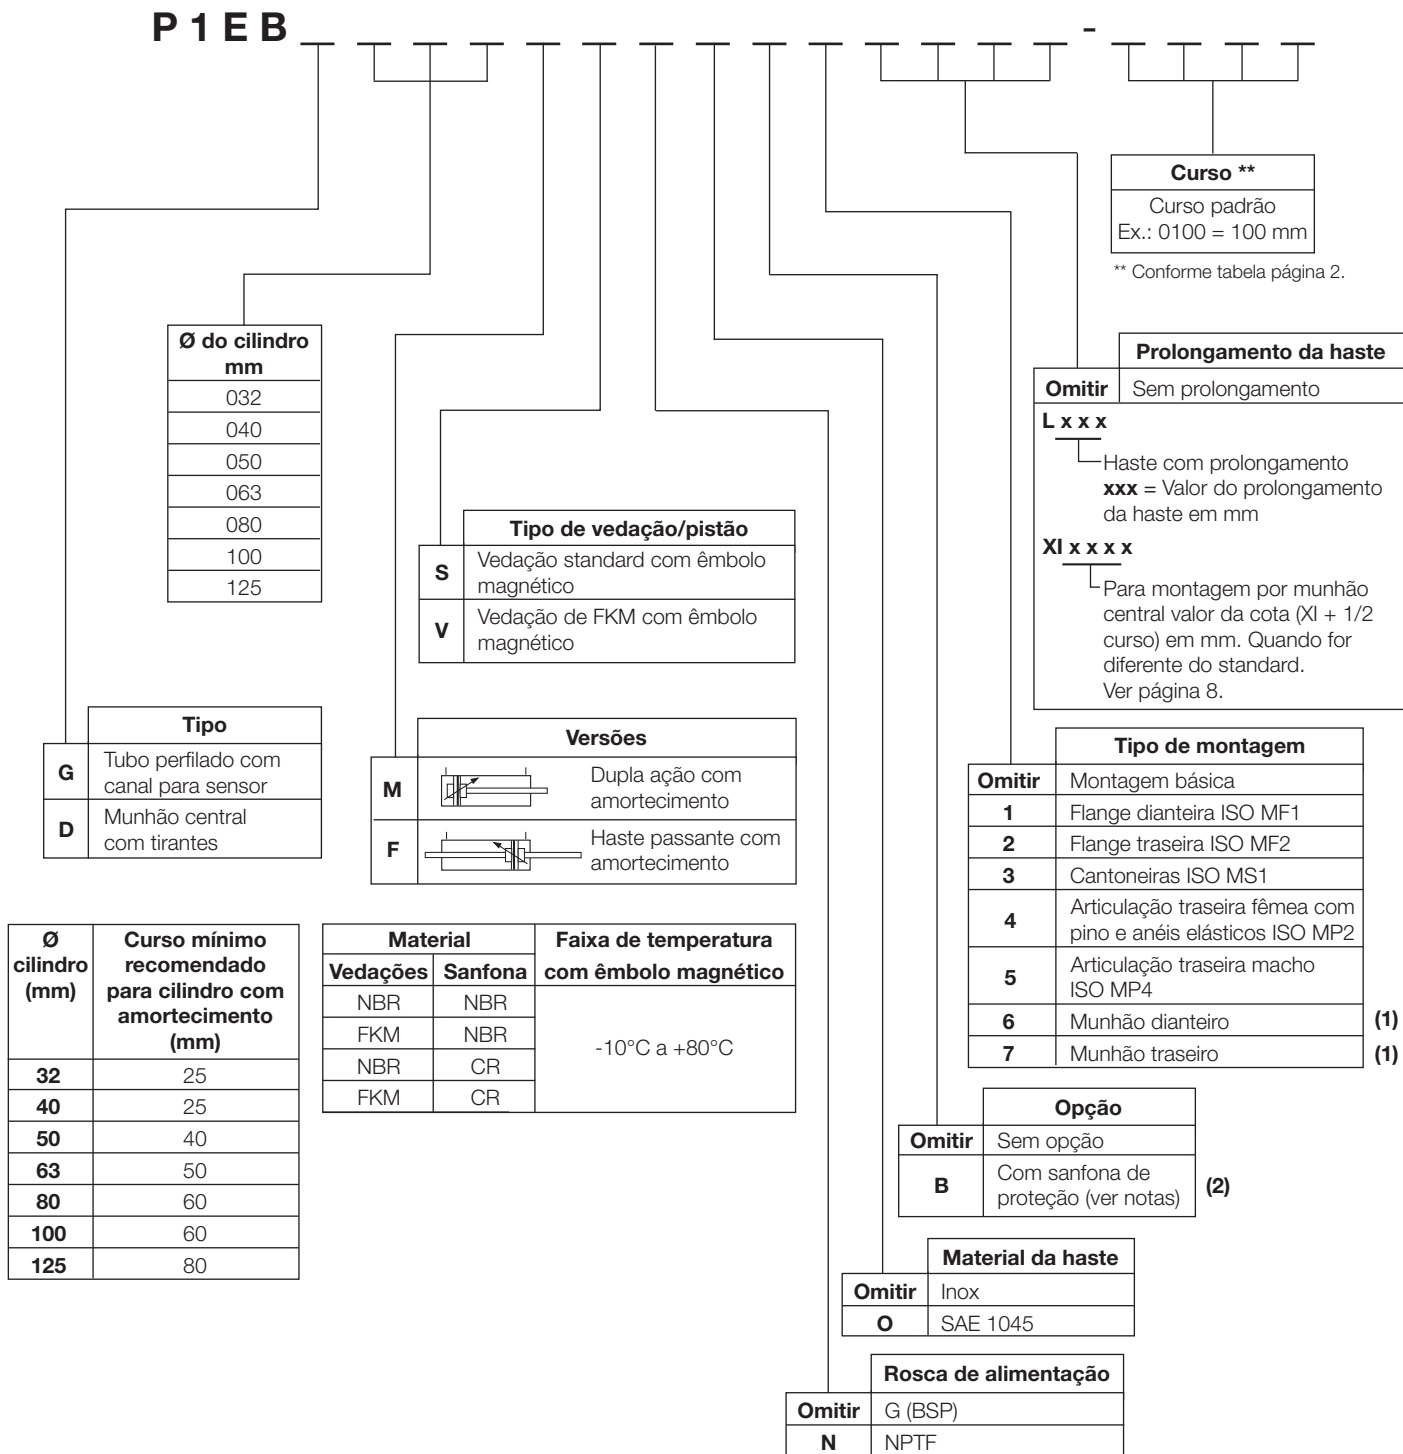 P 1 E B _ _ _ _ _ _ _ _ _ _ _ _ _ _ - _ _ _ _
Curso **
Curso padrão
Ex.: 0100 = 100 mm
** Conforme tabela página 2.
Ø do cilindro
mm
032
040
050
063
080
100
125
Prolongamento da haste
Omitir Sem prolongamento
L x x x
Haste com prolongamento
xxx = Valor do prolongamento
da haste em mm
XI x x x x
Para montagem por munhão
central valor da cota (XI + 1/2
curso) em mm. Quando for
diferente do standard.
Ver página 8.
Tipo de vedação/pistão
S Vedação standard com êmbolo
magnético
V Vedação de FKM com êmbolo
magnético
Tipo
G Tubo perfilado com
canal para sensor
D Munhão central
com tirantes
Versões
M Dupla ação com
amortecimento
F Haste passante com
amortecimento
Tipo de montagem
Omitir Montagem básica
1 Flange dianteira ISO MF1
2 Flange traseira ISO MF2
3 Cantoneiras ISO MS1
4 Articulação traseira fêmea com
pino e anéis elásticos ISO MP2
5 Articulação traseira macho
ISO MP4
6 Munhão dianteiro (1)
7 Munhão traseiro (1)
Ø
cilindro
(mm)
Curso mínimo
recomendado
para cilindro com
amortecimento
(mm)
32 25
40 25
50 40
63 50
80 60
100 60
125 80
Material Faixa de temperatura
Vedações Sanfona com êmbolo magnético
NBR NBR
FKM NBR
-10°C a +80°C
NBR CR
FKM CR
Opção
Omitir Sem opção
B Com sanfona de
proteção (ver notas) (2)
Material da haste
Omitir Inox
O SAE 1045
Rosca de alimentação
Omitir G (BSP)
N NPTF